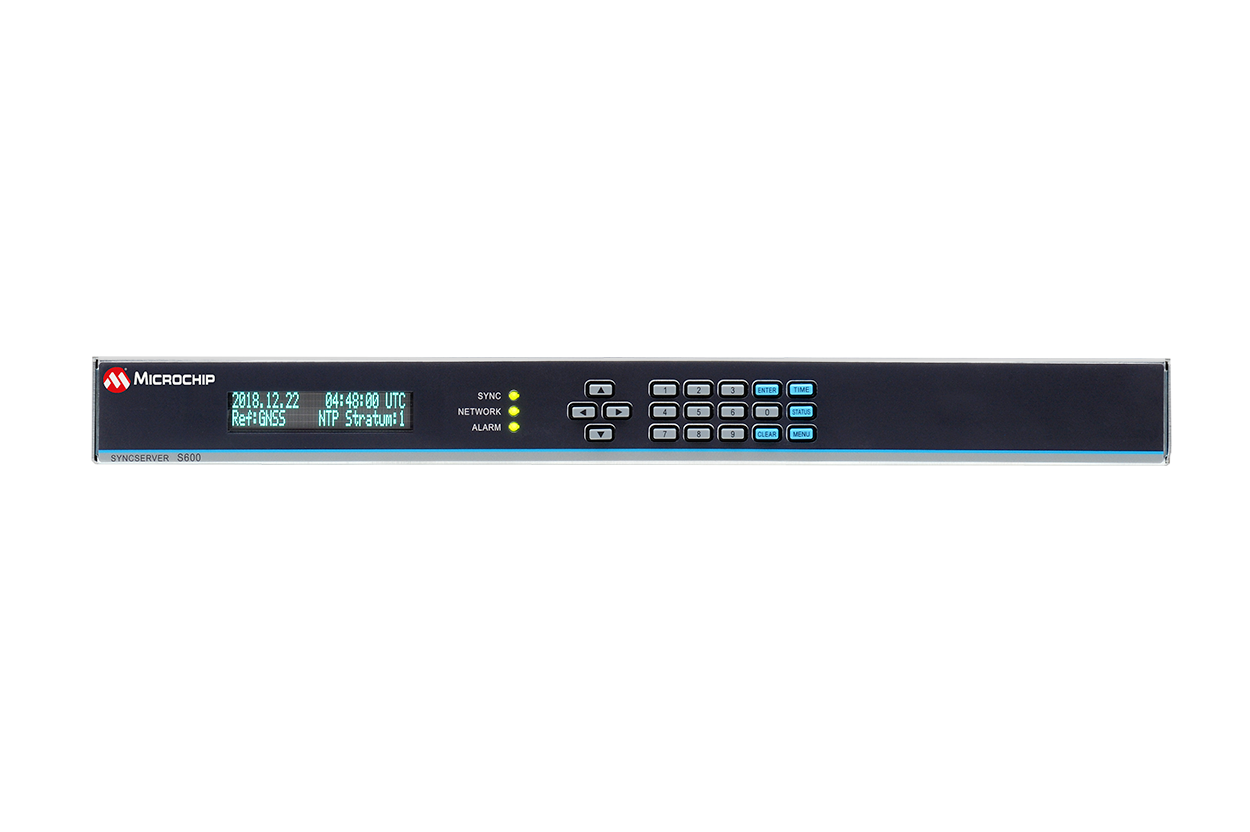 MICROCHIP
2018.12.22 04:48:00 UTC
Ref:GNSS NTP Stratum:1
SYNC
NETWORK
ALARM
1 2 3 ENTER TIME
4 5 6 0 STATUS
7 8 9 CLEAR MENU
SYNCSERVER S600